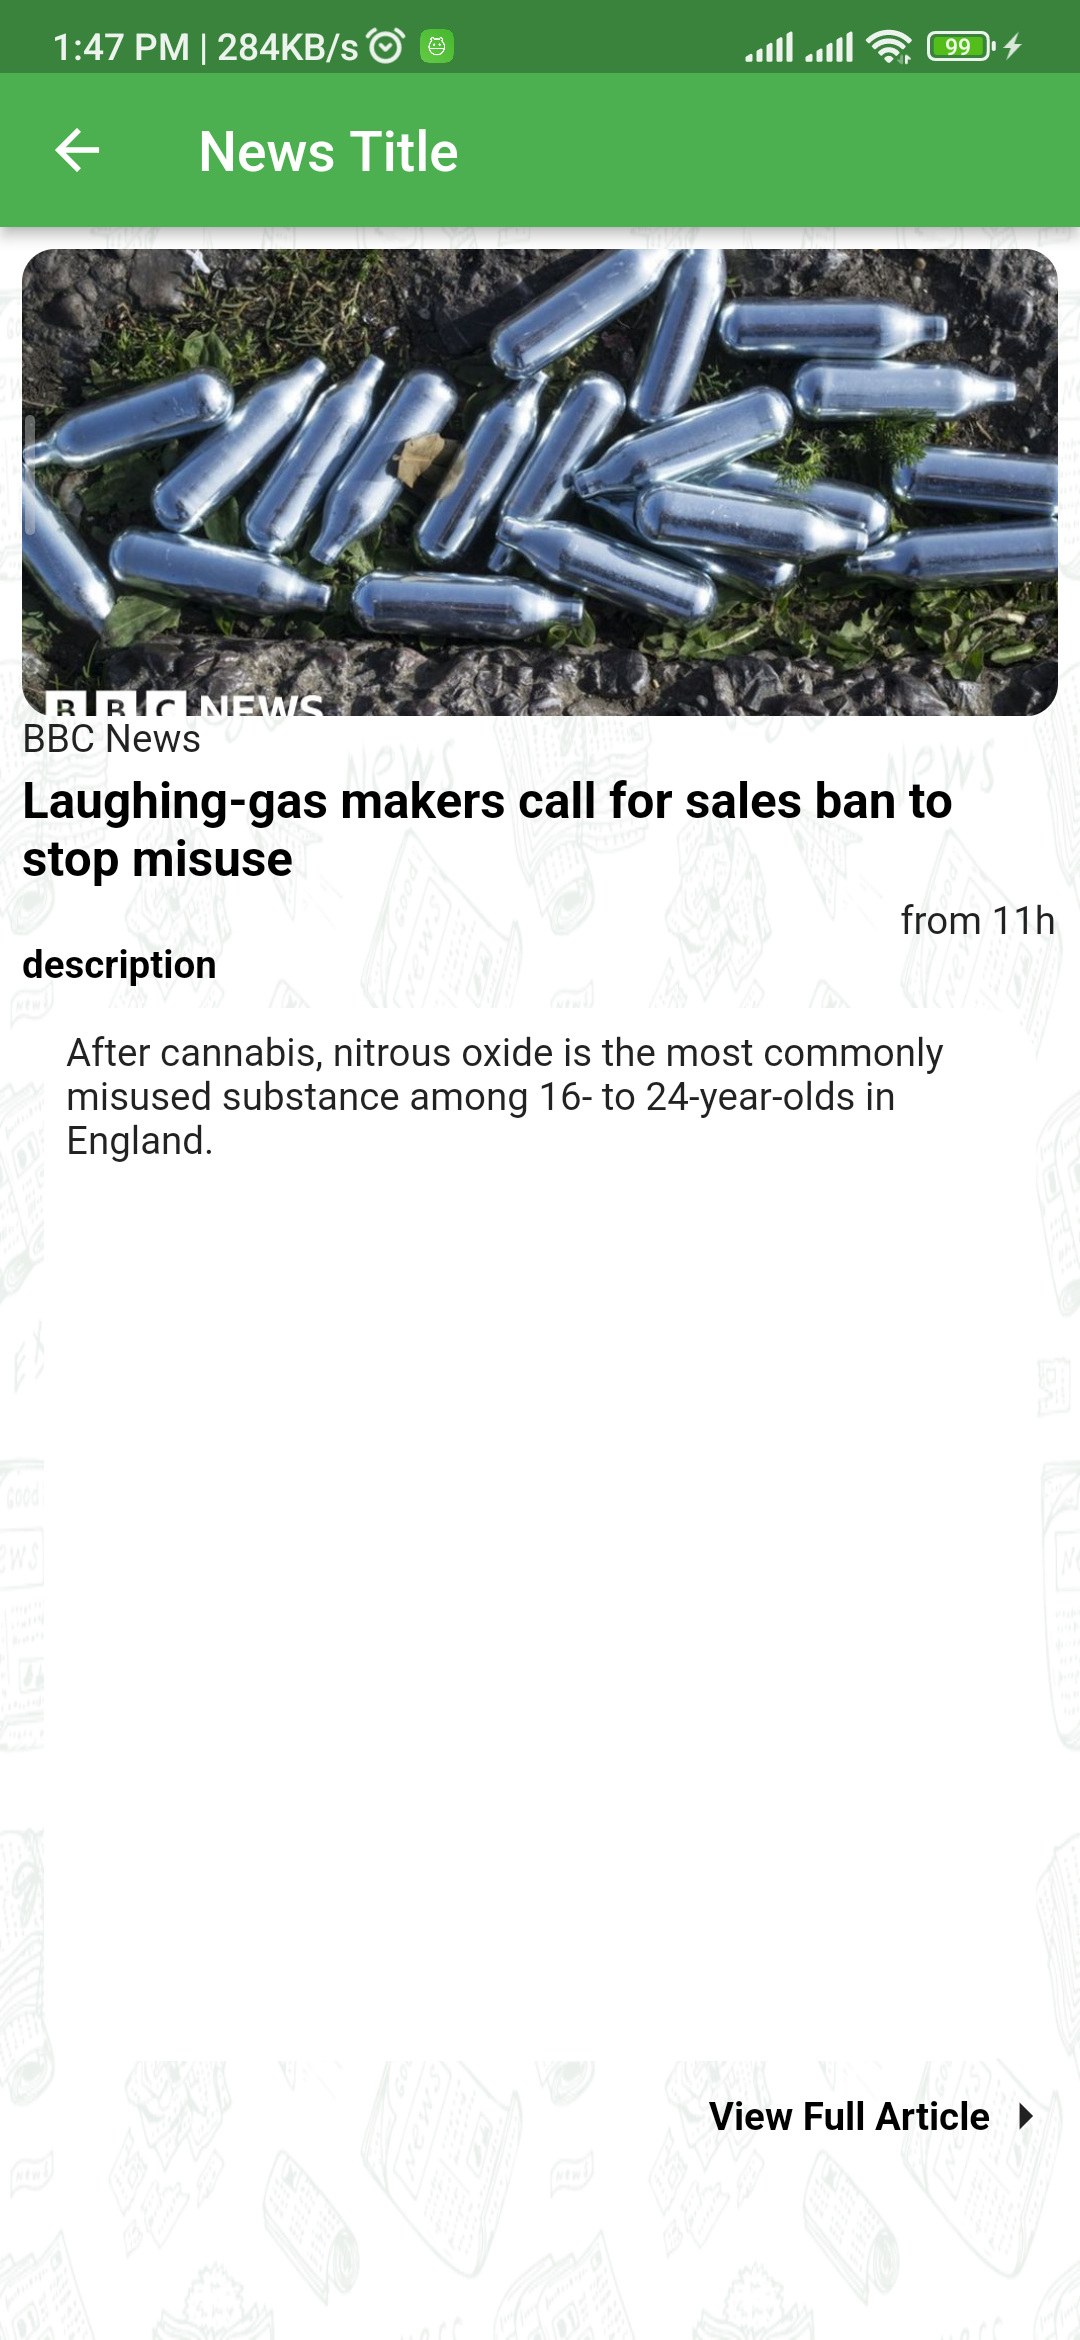 1:47 PM | 284KB/s
99
News Title
BBC NEWS
BBC News
Laughing-gas makers call for sales ban to
stop misuse
from 11h
description
After cannabis, nitrous oxide is the most commonly
misused substance among 16- to 24-year-olds in
England.
View Full Article